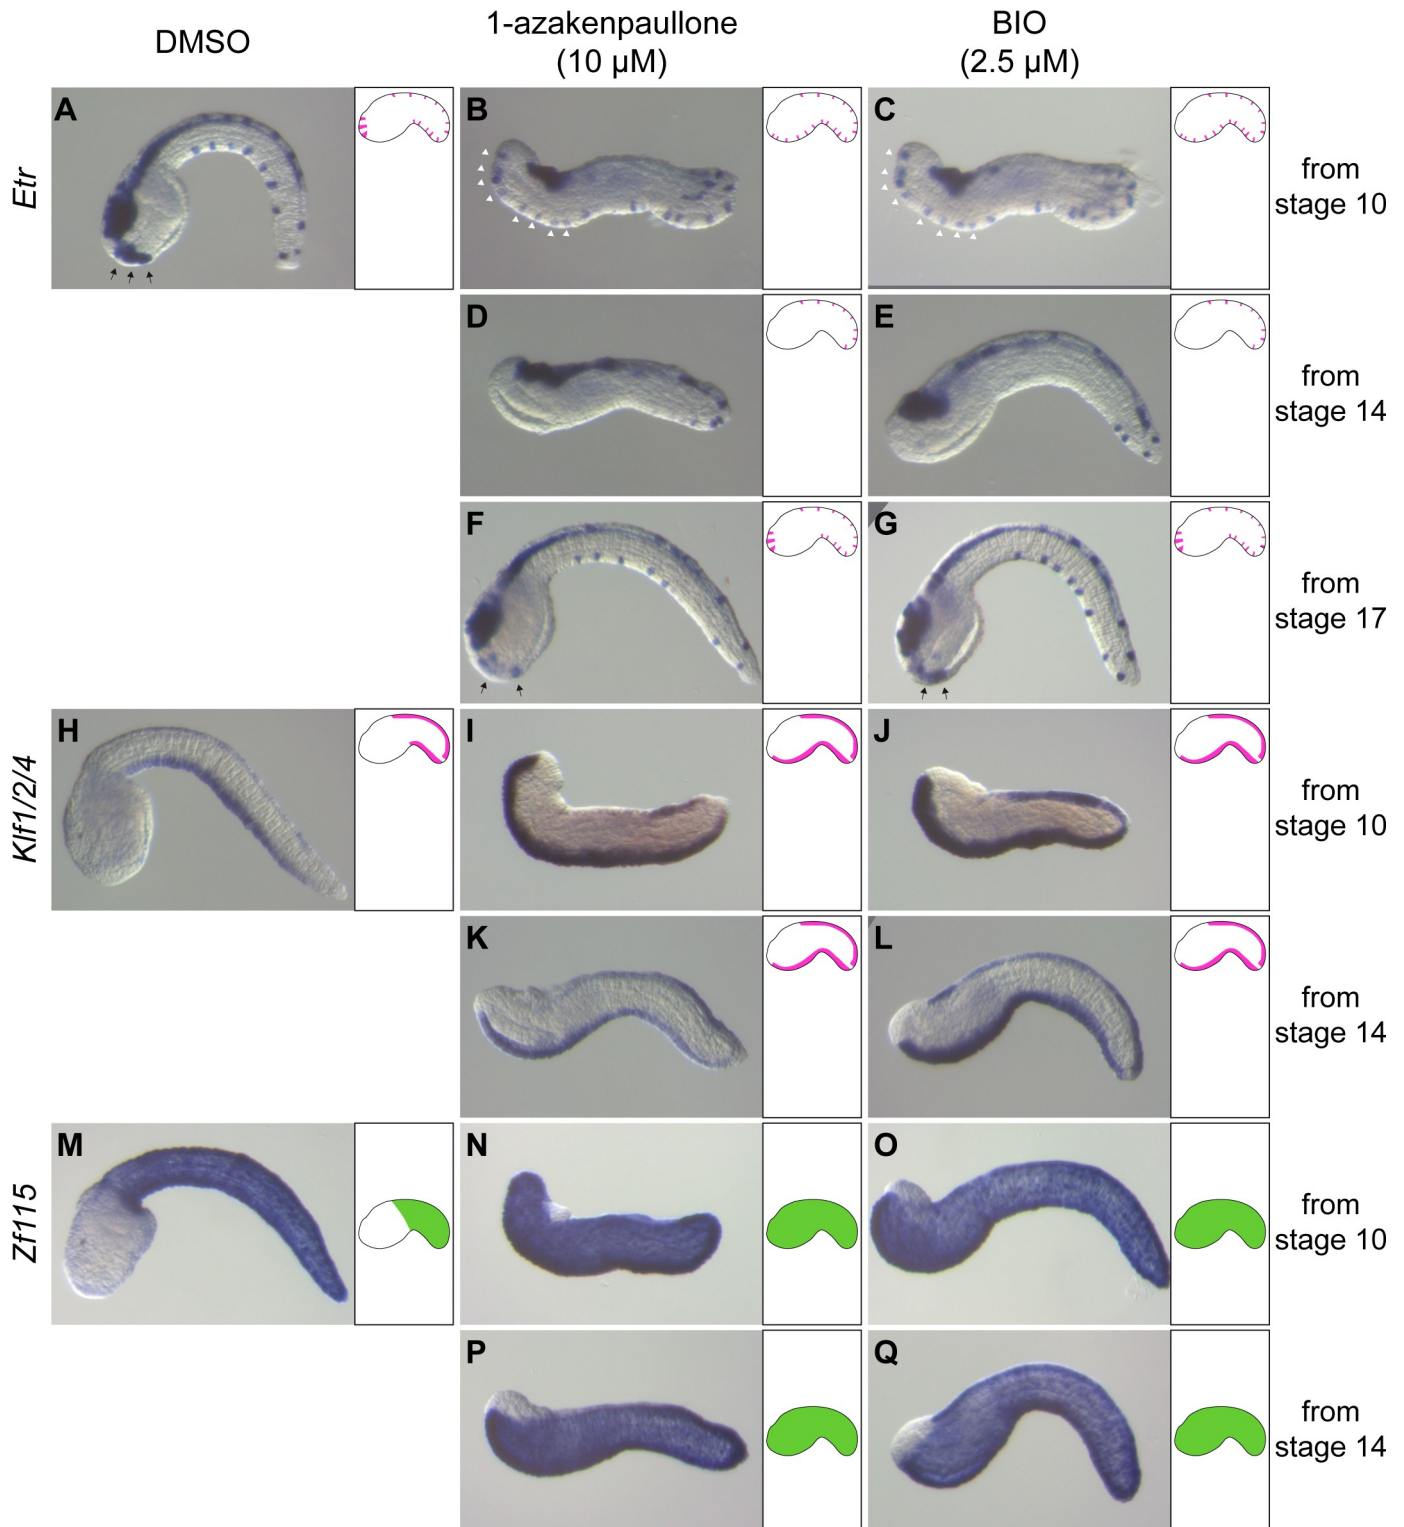 DMSO
1-azakenpaullone
(10 µM)
BIO
(2.5 µM)
Etr
A
B
C
from
stage 10
D
E
from
stage 14
F
G
from
stage 17
Klf1/2/4
H
I
J
from
stage 10
K
L
from
stage 14
Zf115
M
N
O
from
stage 10
P
Q
from
stage 14